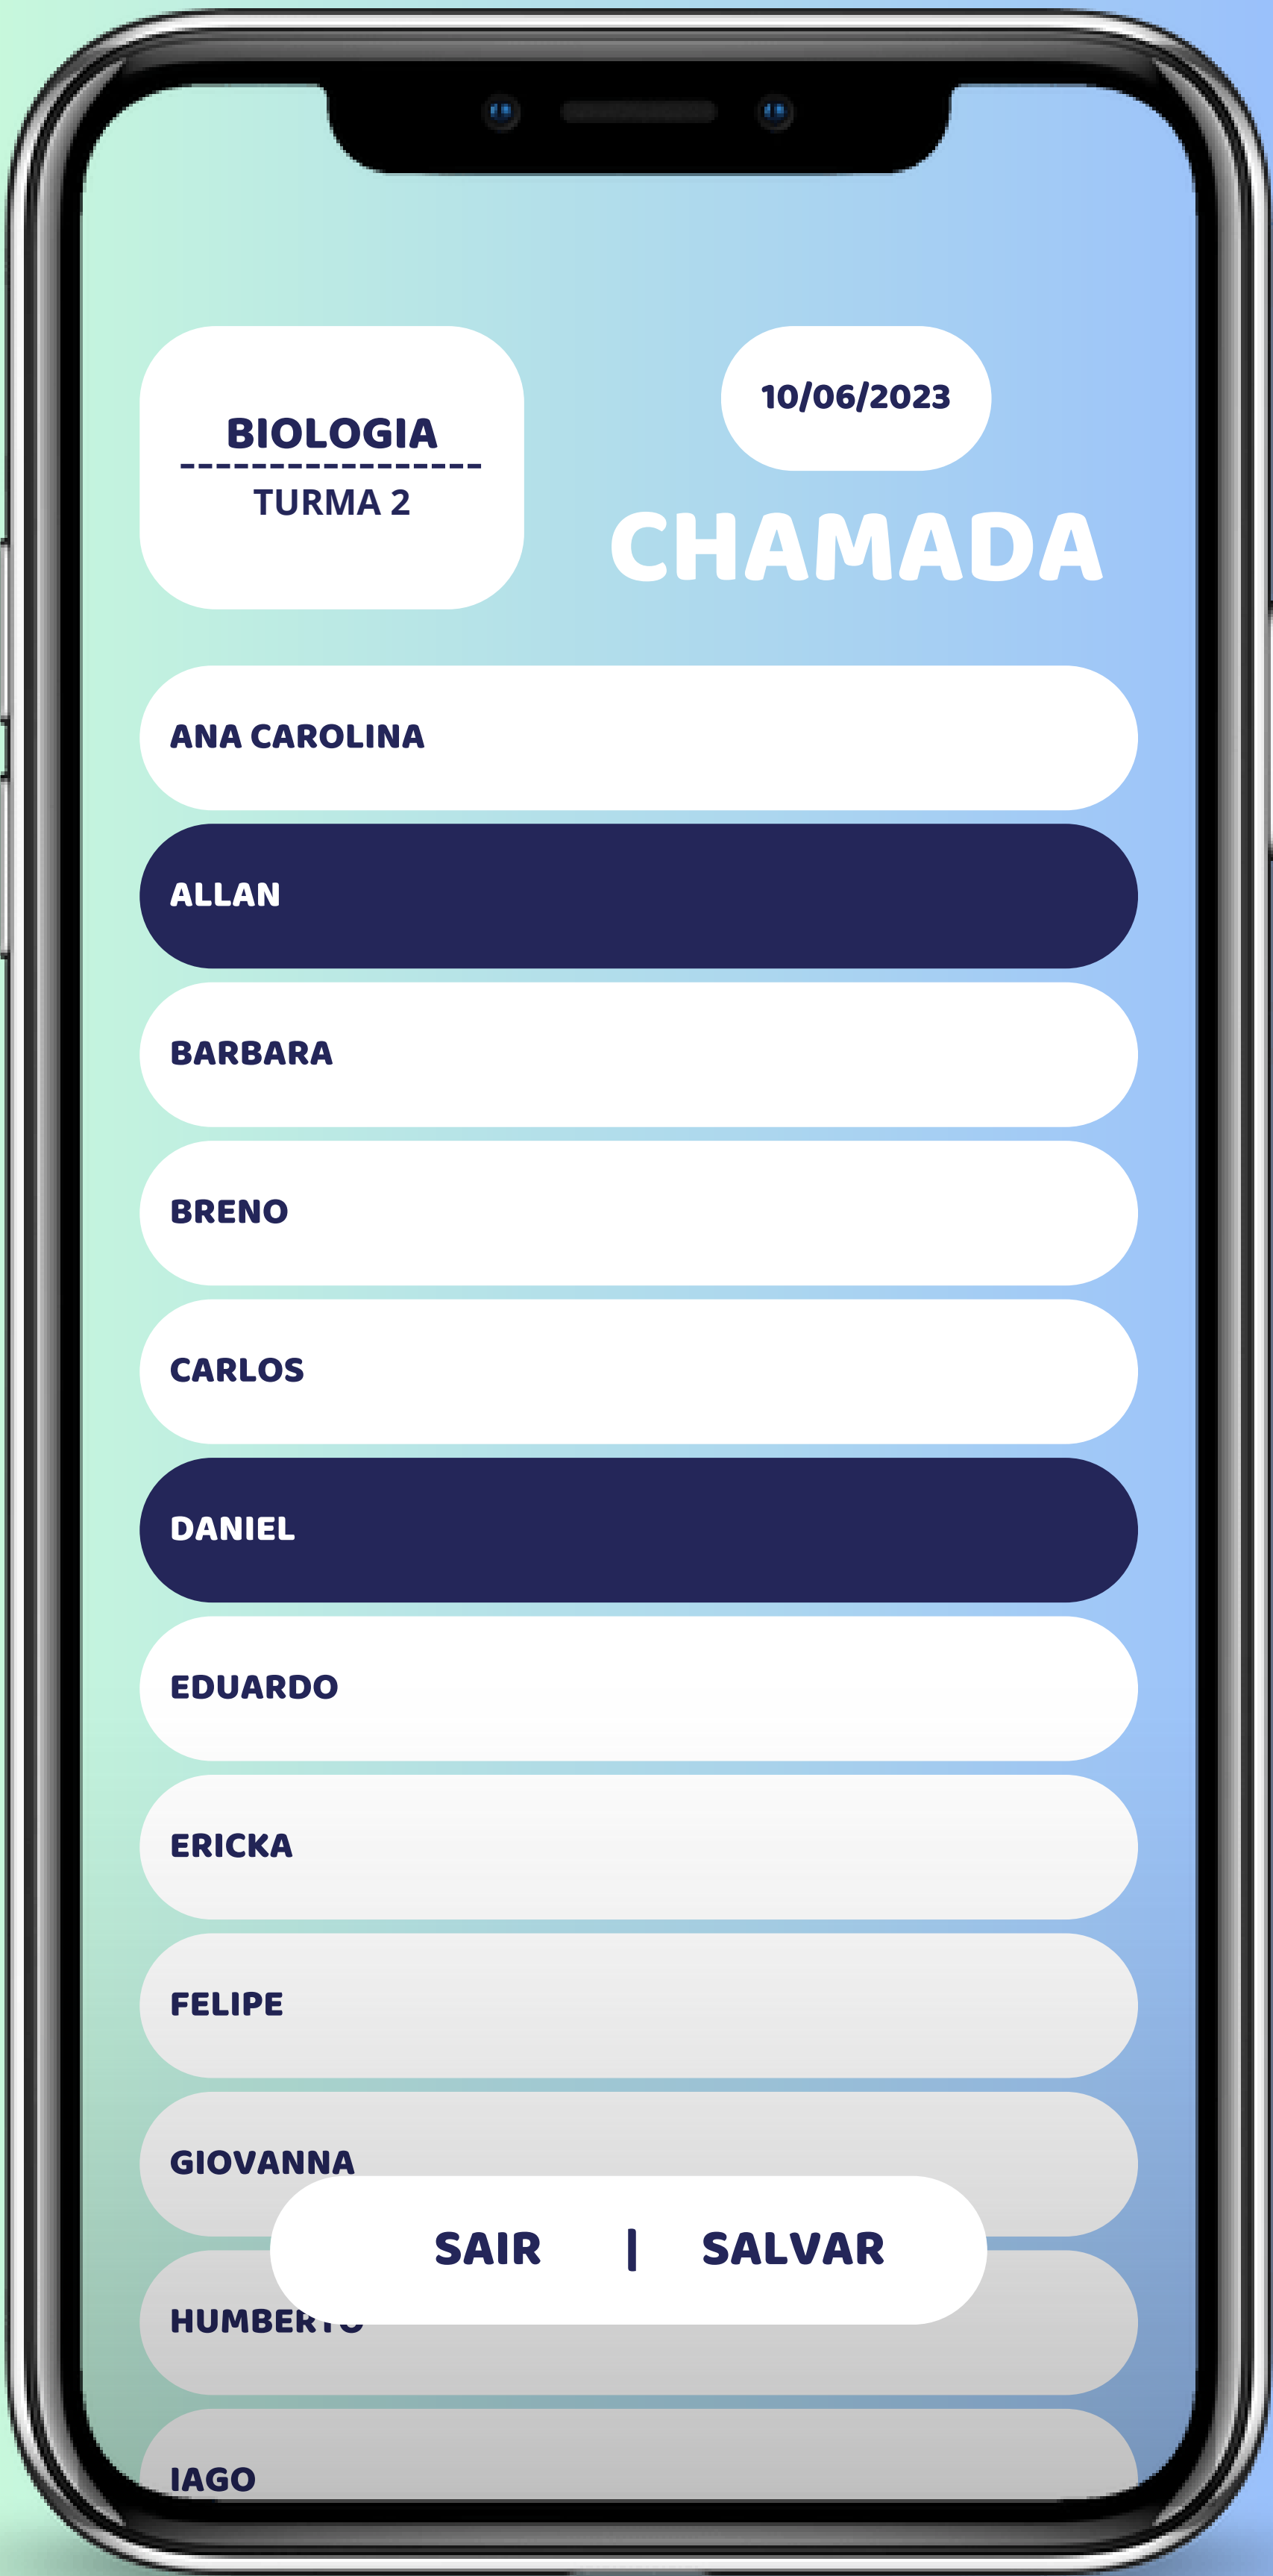 BIOLOGIA
TURMA 2
10/06/2023
CHAMADA
ANA CAROLINA
ALLAN
BARBARA
BRENO
CARLOS
DANIEL
EDUARDO
ERICKA
FELIPE
GIOVANNA
SAIR | SALVAR
HUMBERTO
IAGO